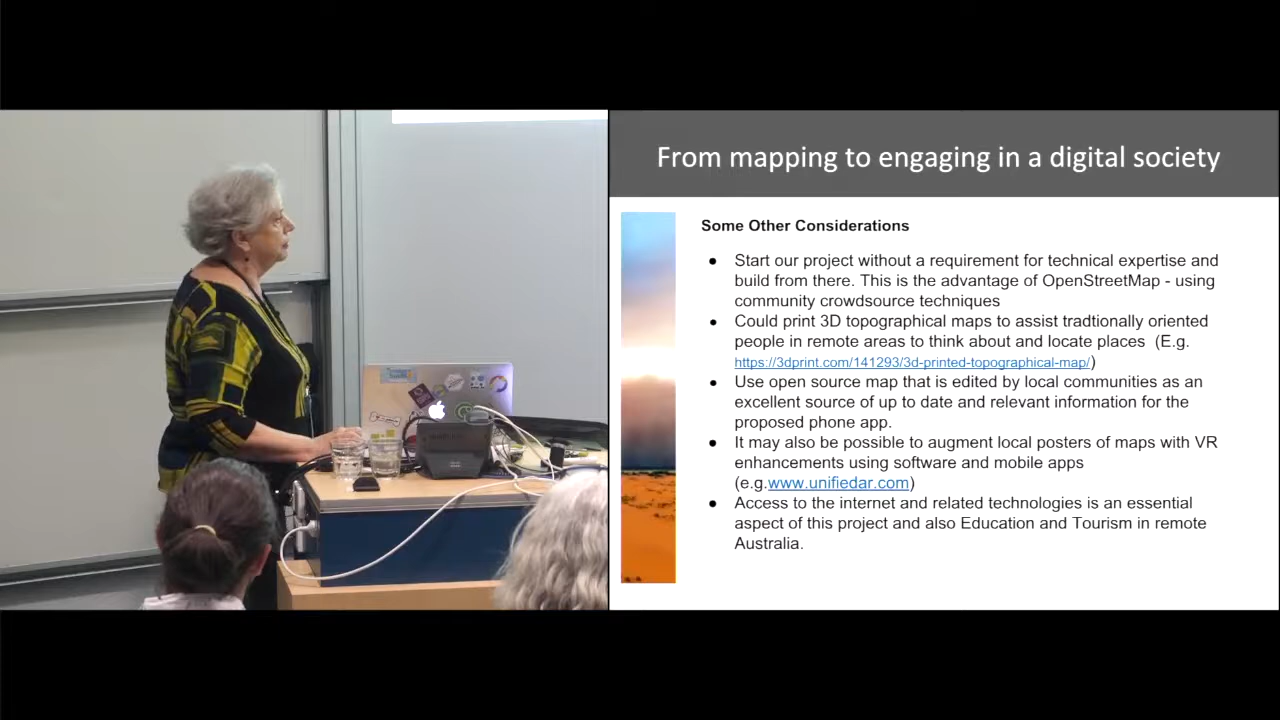 From mapping to engaging in a digital society
Some Other Considerations
● Start our project without a requirement for technical expertise and
build from there. This is the advantage of OpenStreetMap - using
community crowdsource techniques
● Could print 3D topographical maps to assist tradtionally oriented
people in remote areas to think about and locate places (E.g.
https://3dprint.com/141293/3d-printed-topographical-map/)
● Use open source map that is edited by local communities as an
excellent source of up to date and relevant information for the
proposed phone app.
● It may also be possible to augment local posters of maps with VR
enhancements using software and mobile apps
(e.g.www.unifiedar.com)
● Access to the internet and related technologies is an essential
aspect of this project and also Education and Tourism in remote
Australia.